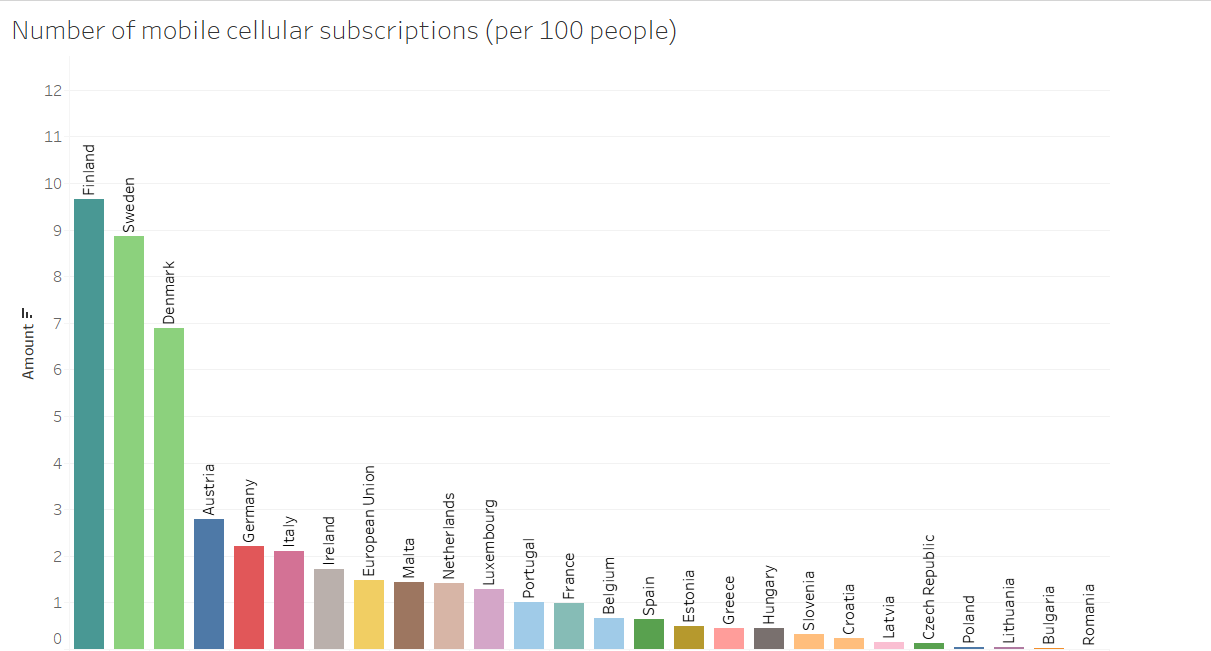 Number of mobile cellular subscriptions (per 100 people)
12
11
10
9
8
7
6
5
4
3
2
1
0
Amount
Finland
Sweden
Denmark
Austria
Germany
Italy
Ireland
European Union
Malta
Netherlands
Luxembourg
Portugal
France
Belgium
Spain
Estonia
Greece
Hungary
Slovenia
Croatia
Latvia
Czech Republic
Poland
Lithuania
Bulgaria
Romania